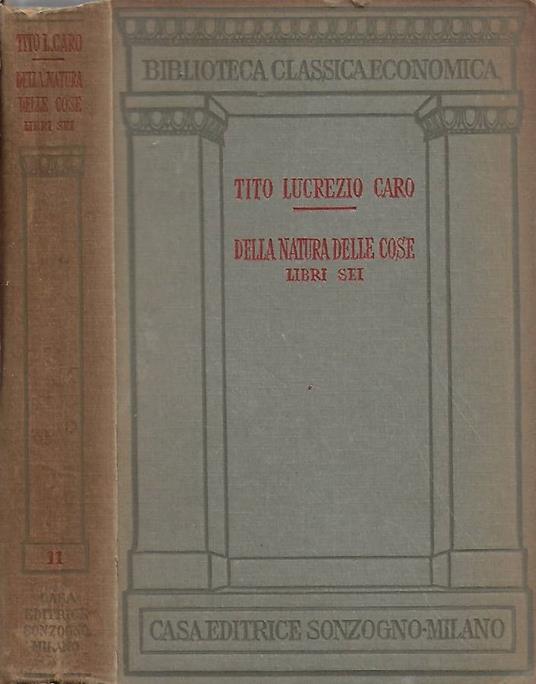 TITO L. CARO
DELLA NATURA
DELLE COSE
LIBRI SEI
11
CASA
EDITRICE
SONZOGNO
MILANO
BIBLIOTECA CLASSICA ECONOMICA
TITO LUCREZIO CARO
DELLA NATURA DELLE COSE
LIBRI SEI
CASA EDITRICE SONZOGNO-MILANO